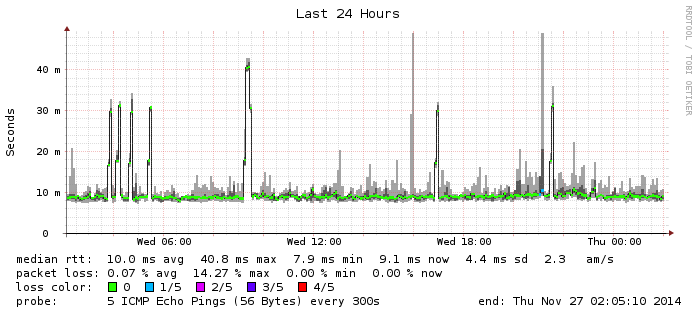 Last 24 Hours
RRDTOOL / TOBI OETIKER
Seconds
40 m
30 m
20 m
10 m
0
Wed 06:00 Wed 12:00 Wed 18:00 Thu 00:00
median rtt: 10.0 ms avg 40.8 ms max 7.9 ms min 9.1 ms now 4.4 ms sd 2.3 am/s
packet loss: 0.07 % avg 14.27 % max 0.00 % min 0.00 % now
loss color: 0 1/5 2/5 3/5 4/5
probe: 5 ICMP Echo Pings (56 Bytes) every 300s end: Thu Nov 27 02:05:10 2014